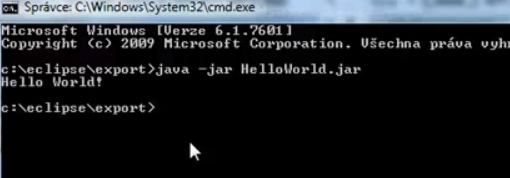 Správce: C:\Windows\System32\cmd.exe
Microsoft Windows [Verze 6.1.7601]
Copyright (c) 2009 Microsoft Corporation. Všechna práva vyhr
c:\eclipse\export>java -jar HelloWorld.jar
Hello World!
c:\eclipse\export>